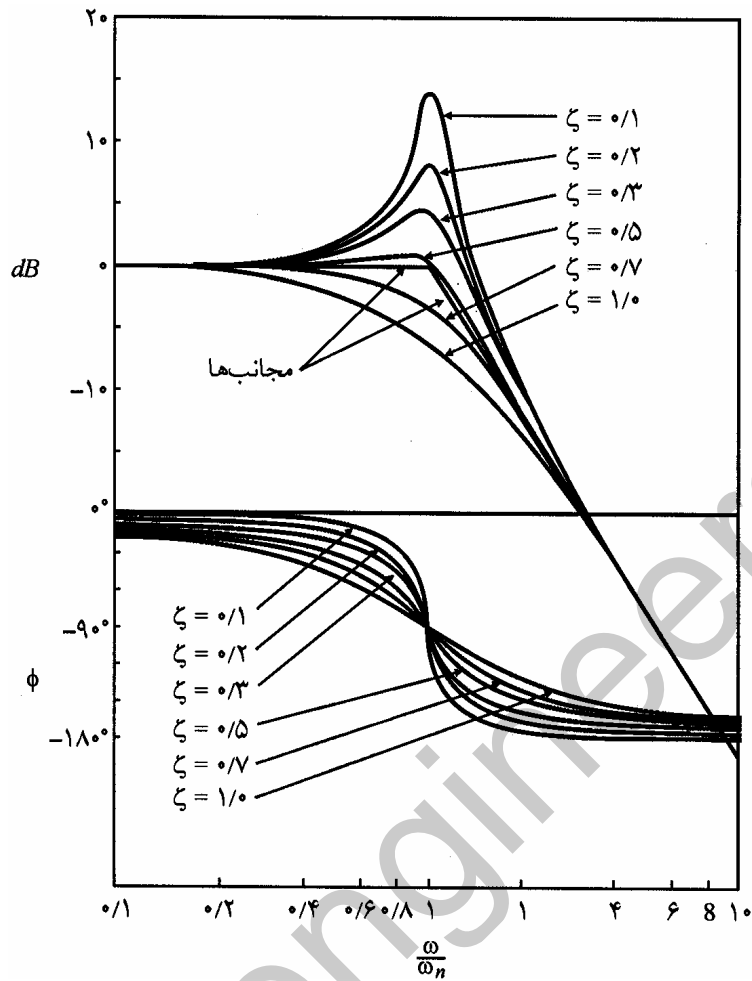 ۲۰
ζ = ۰/۱
۱۰
ζ = ۰/۲
ζ = ۰/۳
ζ = ۰/۵
dB
۰
ζ = ۰/۷
ζ = ۱/۰
مجانب‌ها
−۱۰
۰°
ζ = ۰/۱
−۹۰°
ζ = ۰/۲
ϕ
ζ = ۰/۳
ζ = ۰/۵
−۱۸۰°
ζ = ۰/۷
ζ = ۱/۰
۰/۱ ۰/۲ ۰/۴ ۰/۶ ۰/۸ ۱ ۱ ۴ ۶ 8 ۱۰
ω
ωn
engineer